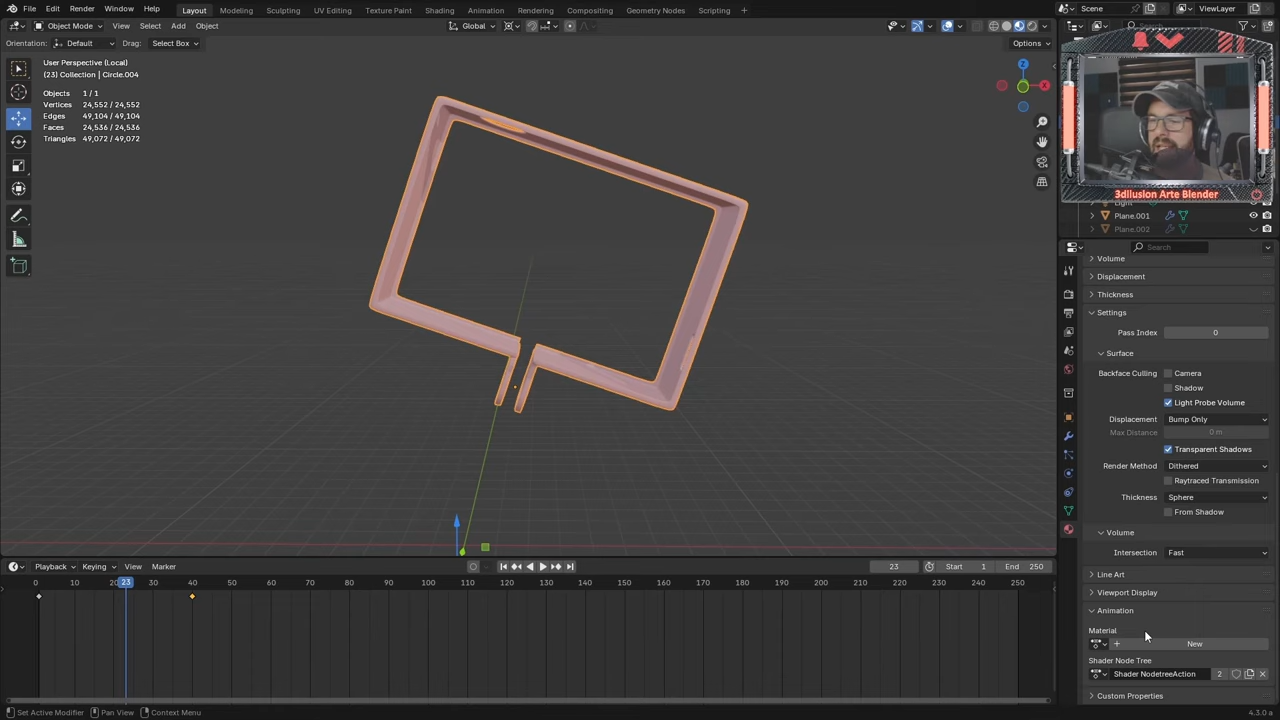 File Edit Render Window Help Layout Modeling Sculpting UV Editing Texture Paint Shading Animation Rendering Compositing Geometry Nodes Scripting + Scene ViewLayer
Object Mode View Select Add Object Global Search
Orientation: Default Drag: Select Box Options
User Perspective (Local)
(23) Collection | Circle.004
Objects 1 / 1
Vertices 24,552 / 24,552
Edges 49,104 / 49,104
Faces 24,536 / 24,536
Triangles 49,072 / 49,072
Z
X
3dIlusion Arte Blender
Light
Plane.001
Plane.002
Search
Volume
Displacement
Thickness
Settings
Pass Index 0
Surface
Backface Culling Camera
Shadow
Light Probe Volume
Displacement Bump Only
Max Distance 0 m
Transparent Shadows
Render Method Dithered
Raytraced Transmission
Thickness Sphere
From Shadow
Volume
Intersection Fast
Line Art
Viewport Display
Animation
Material
New
Shader Node Tree
Shader NodetreeAction 2
Custom Properties
Playback Keying View Marker 23 Start 1 End 250
0 10 20 23 30 40 50 60 70 80 90 100 110 120 130 140 150 160 170 180 190 200 210 220 230 240 250
Set Active Modifier Pan View Context Menu 4.3.0 a